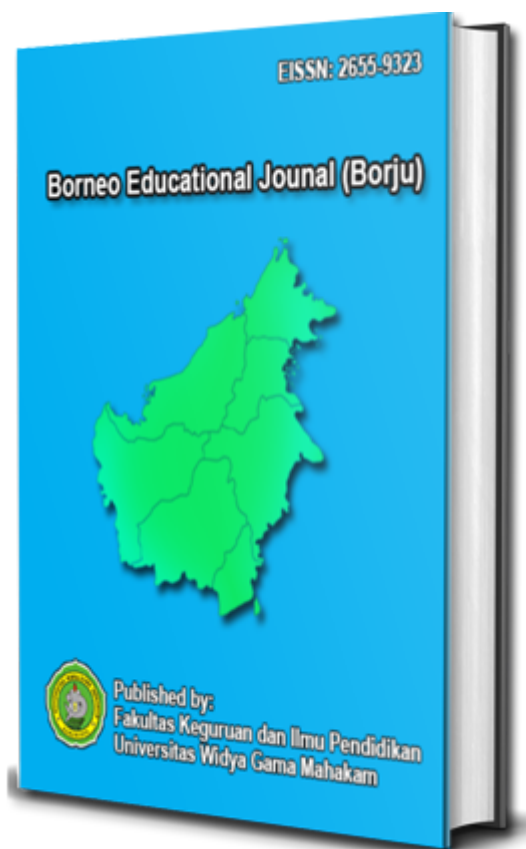 EISSN: 2655-9323
Borneo Educational Jounal (Borju)
Published by:
Fakultas Keguruan dan Ilmu Pendidikan
Universitas Widya Gama Mahakam